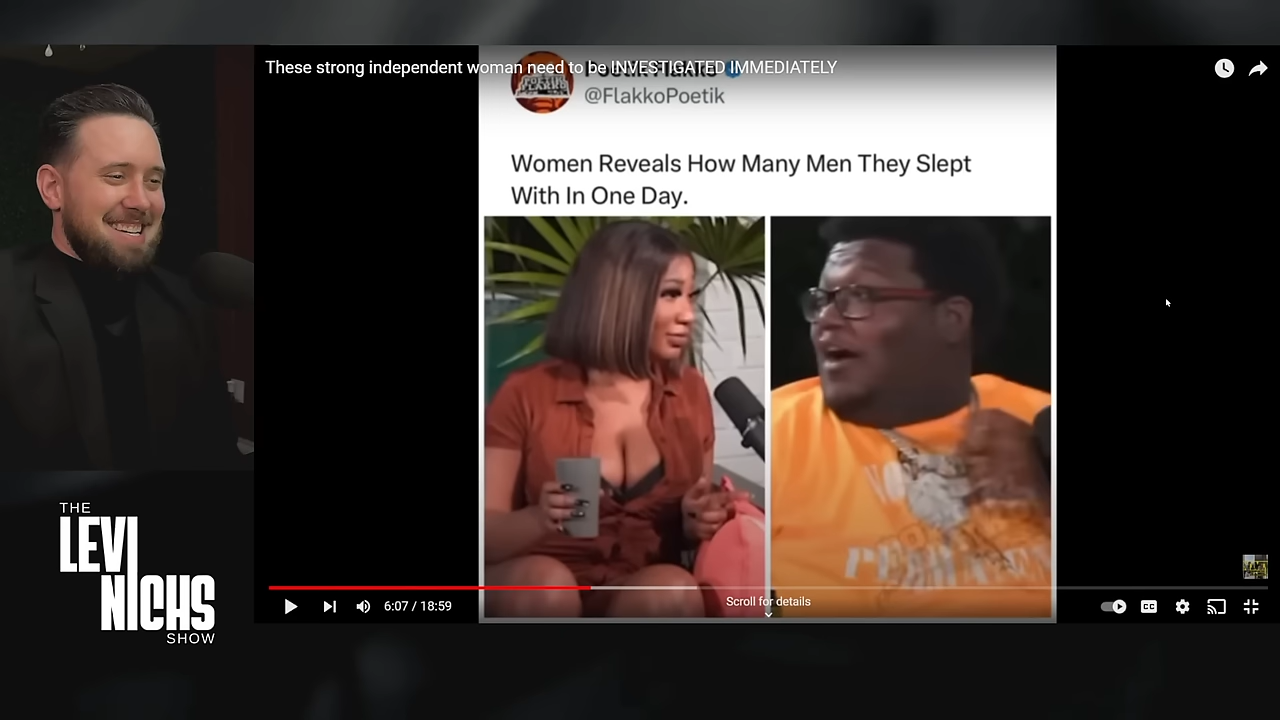 These strong independent woman need to be INVESTIGATED IMMEDIATELY
@FlakkoPoetik
Women Reveals How Many Men They Slept
With In One Day.
6:07 / 18:59
Scroll for details
CC
THE
LEVI
NICHS
SHOW